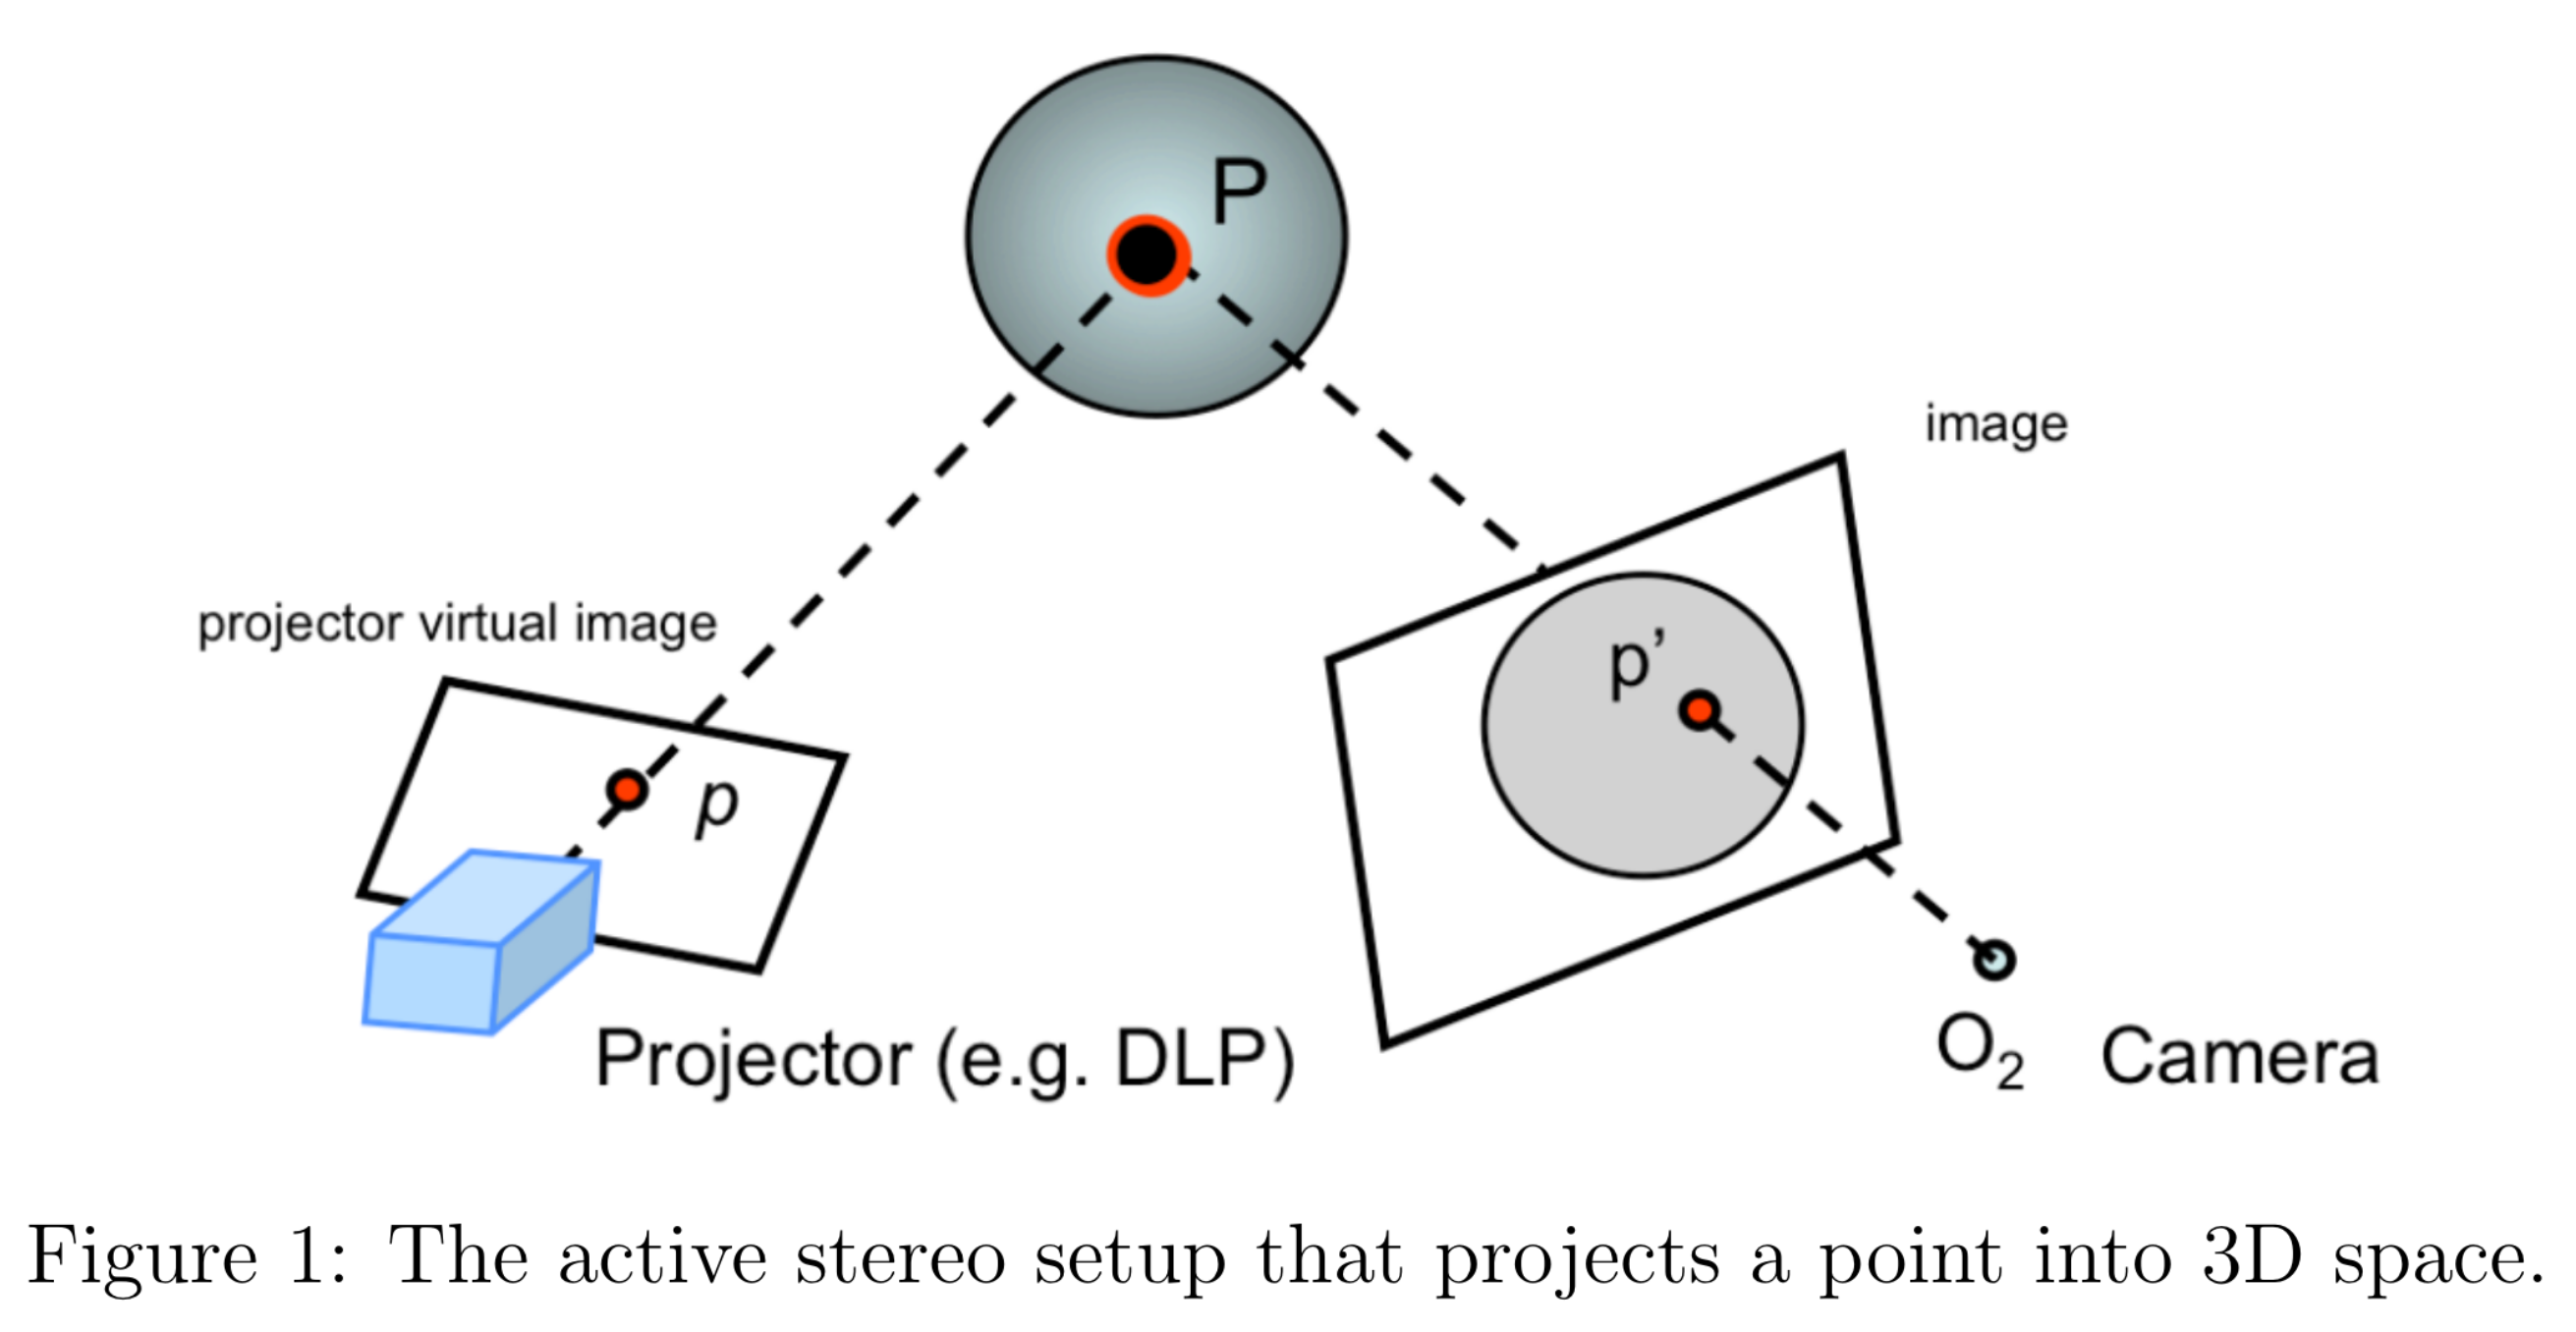 P
image
projector virtual image
p’
p
Projector (e.g. DLP)
O2 Camera
Figure 1: The active stereo setup that projects a point into 3D space.